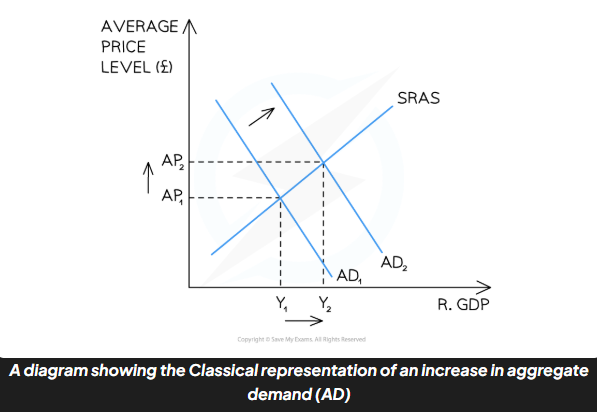 AVERAGE
PRICE
LEVEL (£)
SRAS
AP₂
AP₁
AD₂
AD₁
Y₁ Y₂
R. GDP
Copyright © Save My Exams. All Rights Reserved
A diagram showing the Classical representation of an increase in aggregate
demand (AD)